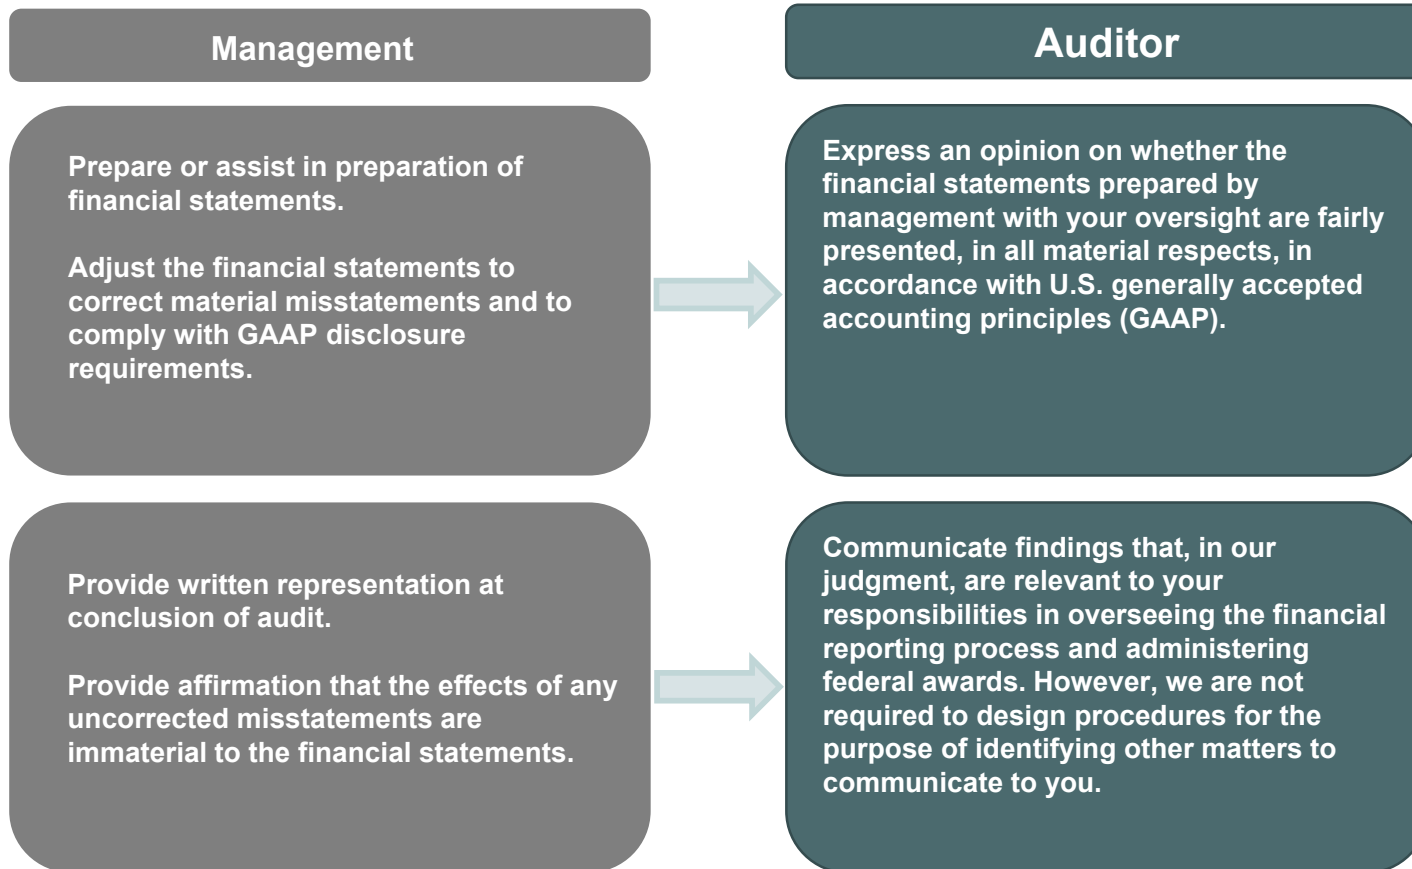 Management
Auditor
Prepare or assist in preparation of
financial statements.
Adjust the financial statements to
correct material misstatements and to
comply with GAAP disclosure
requirements.
Express an opinion on whether the
financial statements prepared by
management with your oversight are fairly
presented, in all material respects, in
accordance with U.S. generally accepted
accounting principles (GAAP).
Provide written representation at
conclusion of audit.
Provide affirmation that the effects of any
uncorrected misstatements are
immaterial to the financial statements.
Communicate findings that, in our
judgment, are relevant to your
responsibilities in overseeing the financial
reporting process and administering
federal awards. However, we are not
required to design procedures for the
purpose of identifying other matters to
communicate to you.